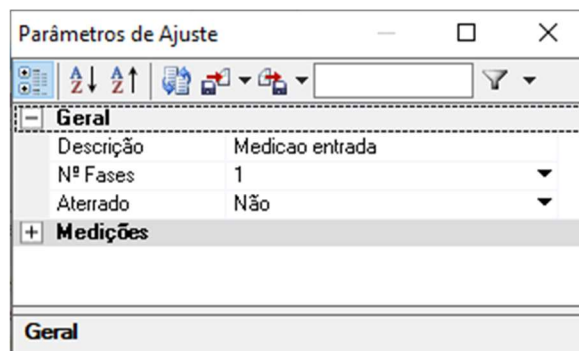 Parâmetros de Ajuste
Geral
Descrição Medicao entrada
Nº Fases 1
Aterrado Não
Medições
Geral